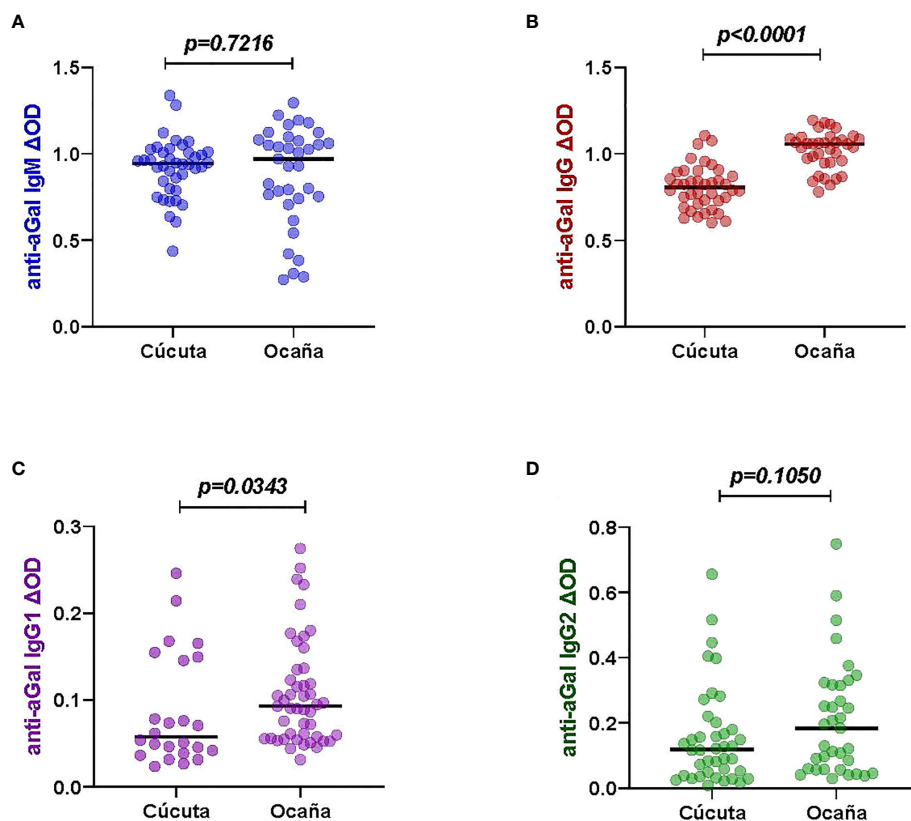 A
p=0.7216
anti-aGal IgM ΔOD
1.5
1.0
0.5
0.0
Cúcuta
Ocaña
B
p<0.0001
anti-aGal IgG ΔOD
1.5
1.0
0.5
0.0
Cúcuta
Ocaña
C
p=0.0343
anti-aGal IgG1 ΔOD
0.3
0.2
0.1
0.0
Cúcuta
Ocaña
D
p=0.1050
anti-aGal IgG2 ΔOD
0.8
0.6
0.4
0.2
0.0
Cúcuta
Ocaña